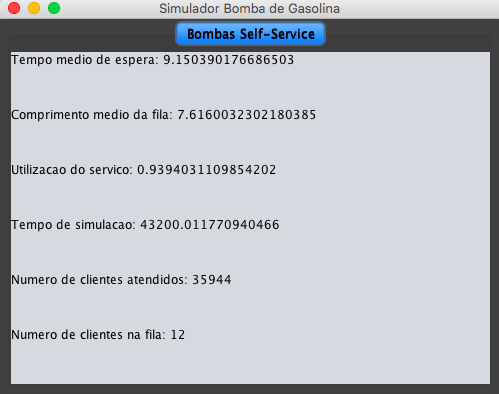 Simulador Bomba de Gasolina
Bombas Self-Service
Tempo medio de espera: 9.150390176686503
Comprimento medio da fila: 7.6160032302180385
Utilizacao do servico: 0.9394031109854202
Tempo de simulacao: 43200.011770940466
Numero de clientes atendidos: 35944
Numero de clientes na fila: 12